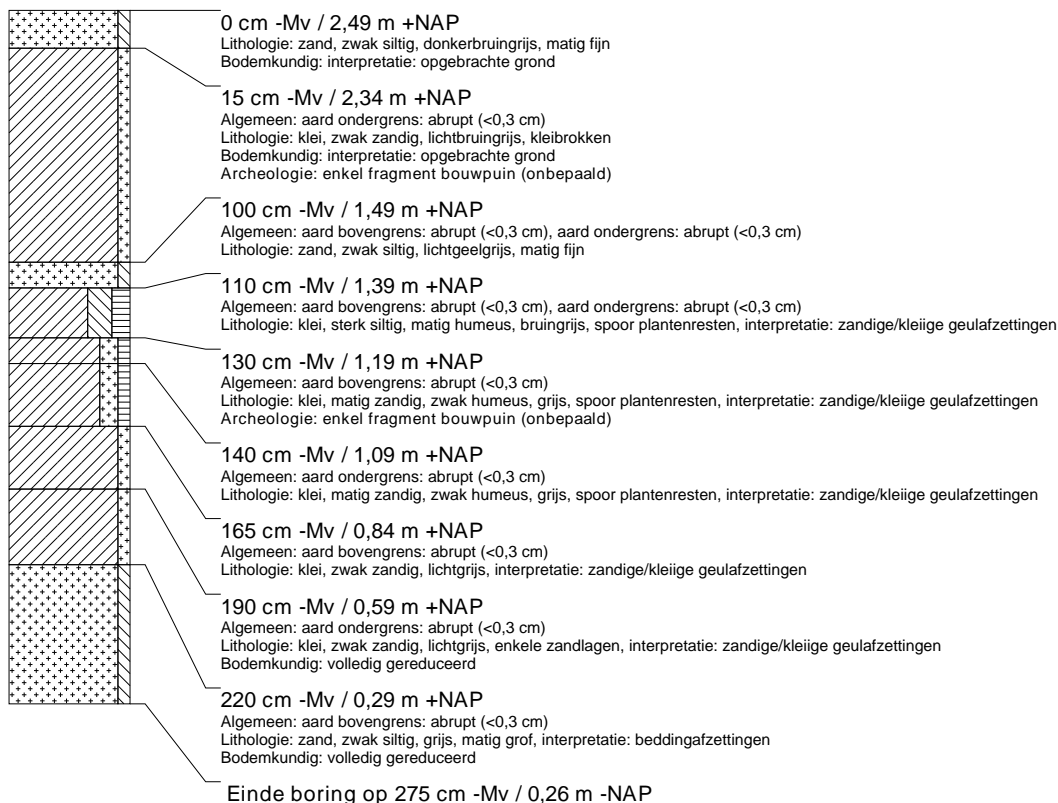 0 cm -Mv / 2,49 m +NAP
Lithologie: zand, zwak siltig, donkerbruingrijs, matig fijn
Bodemkundig: interpretatie: opgebrachte grond
15 cm -Mv / 2,34 m +NAP
Algemeen: aard ondergrens: abrupt (<0,3 cm)
Lithologie: klei, zwak zandig, lichtbruingrijs, kleibrokken
Bodemkundig: interpretatie: opgebrachte grond
Archeologie: enkel fragment bouwpuin (onbepaald)
100 cm -Mv / 1,49 m +NAP
Algemeen: aard bovengrens: abrupt (<0,3 cm), aard ondergrens: abrupt (<0,3 cm)
Lithologie: zand, zwak siltig, lichtgeelgrijs, matig fijn
110 cm -Mv / 1,39 m +NAP
Algemeen: aard bovengrens: abrupt (<0,3 cm), aard ondergrens: abrupt (<0,3 cm)
Lithologie: klei, sterk siltig, matig humeus, bruingrijs, spoor plantenresten, interpretatie: zandige/kleiige geulafzettingen
130 cm -Mv / 1,19 m +NAP
Algemeen: aard bovengrens: abrupt (<0,3 cm)
Lithologie: klei, matig zandig, zwak humeus, grijs, spoor plantenresten, interpretatie: zandige/kleiige geulafzettingen
Archeologie: enkel fragment bouwpuin (onbepaald)
140 cm -Mv / 1,09 m +NAP
Algemeen: aard ondergrens: abrupt (<0,3 cm)
Lithologie: klei, matig zandig, zwak humeus, grijs, spoor plantenresten, interpretatie: zandige/kleiige geulafzettingen
165 cm -Mv / 0,84 m +NAP
Algemeen: aard bovengrens: abrupt (<0,3 cm)
Lithologie: klei, zwak zandig, lichtgrijs, interpretatie: zandige/kleiige geulafzettingen
190 cm -Mv / 0,59 m +NAP
Algemeen: aard ondergrens: abrupt (<0,3 cm)
Lithologie: klei, zwak zandig, lichtgrijs, enkele zandlagen, interpretatie: zandige/kleiige geulafzettingen
Bodemkundig: volledig gereduceerd
220 cm -Mv / 0,29 m +NAP
Algemeen: aard bovengrens: abrupt (<0,3 cm)
Lithologie: zand, zwak siltig, grijs, matig grof, interpretatie: beddingafzettingen
Bodemkundig: volledig gereduceerd
Einde boring op 275 cm -Mv / 0,26 m -NAP